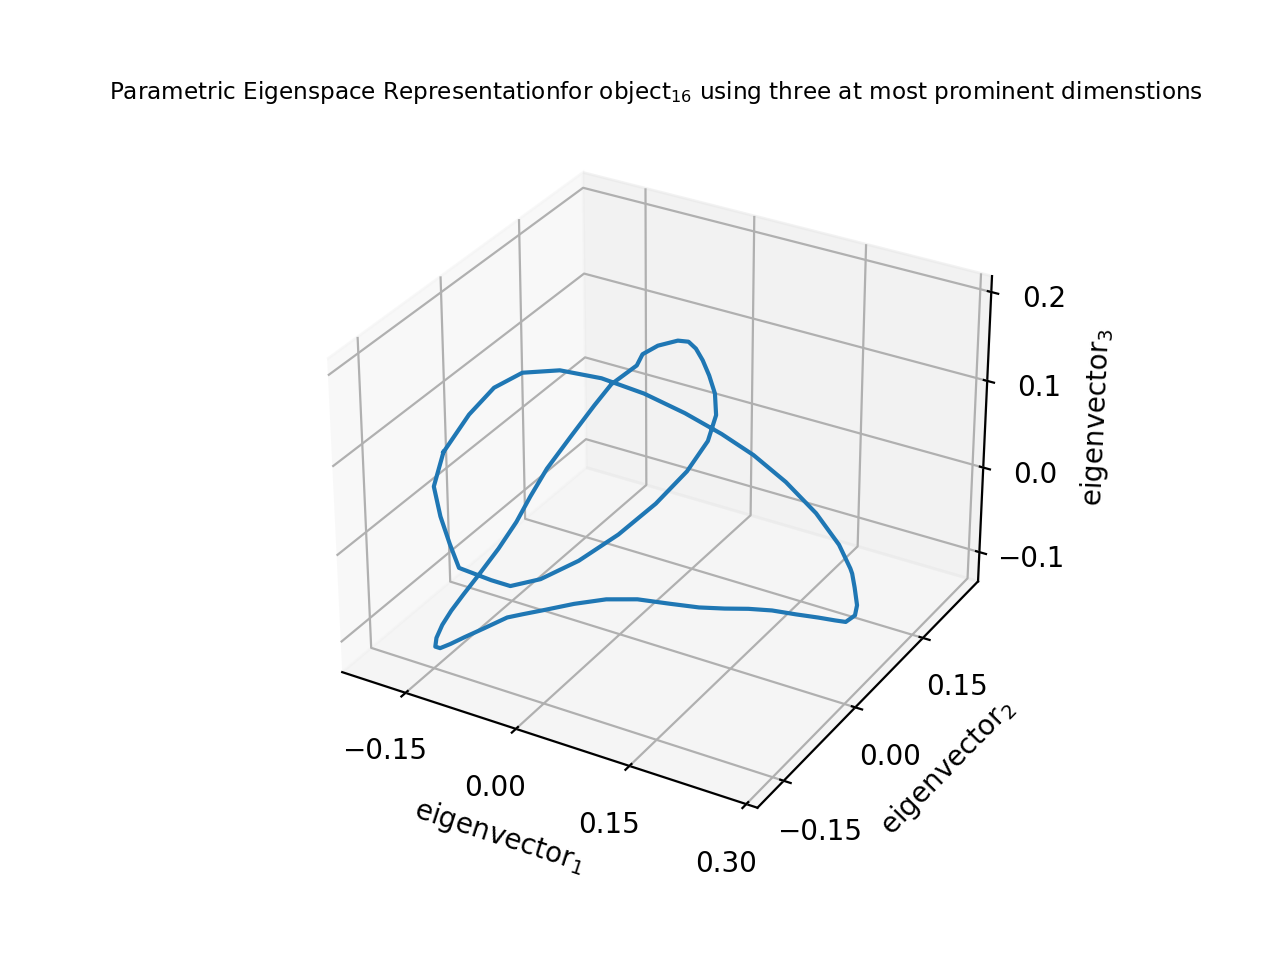 Parametric Eigenspace Representationfor object₁₆ using three at most prominent dimenstions
0.2
0.1
0.0
−0.1
eigenvector₃
0.15
0.00
−0.15
eigenvector₂
−0.15
0.00
0.15
0.30
eigenvector₁